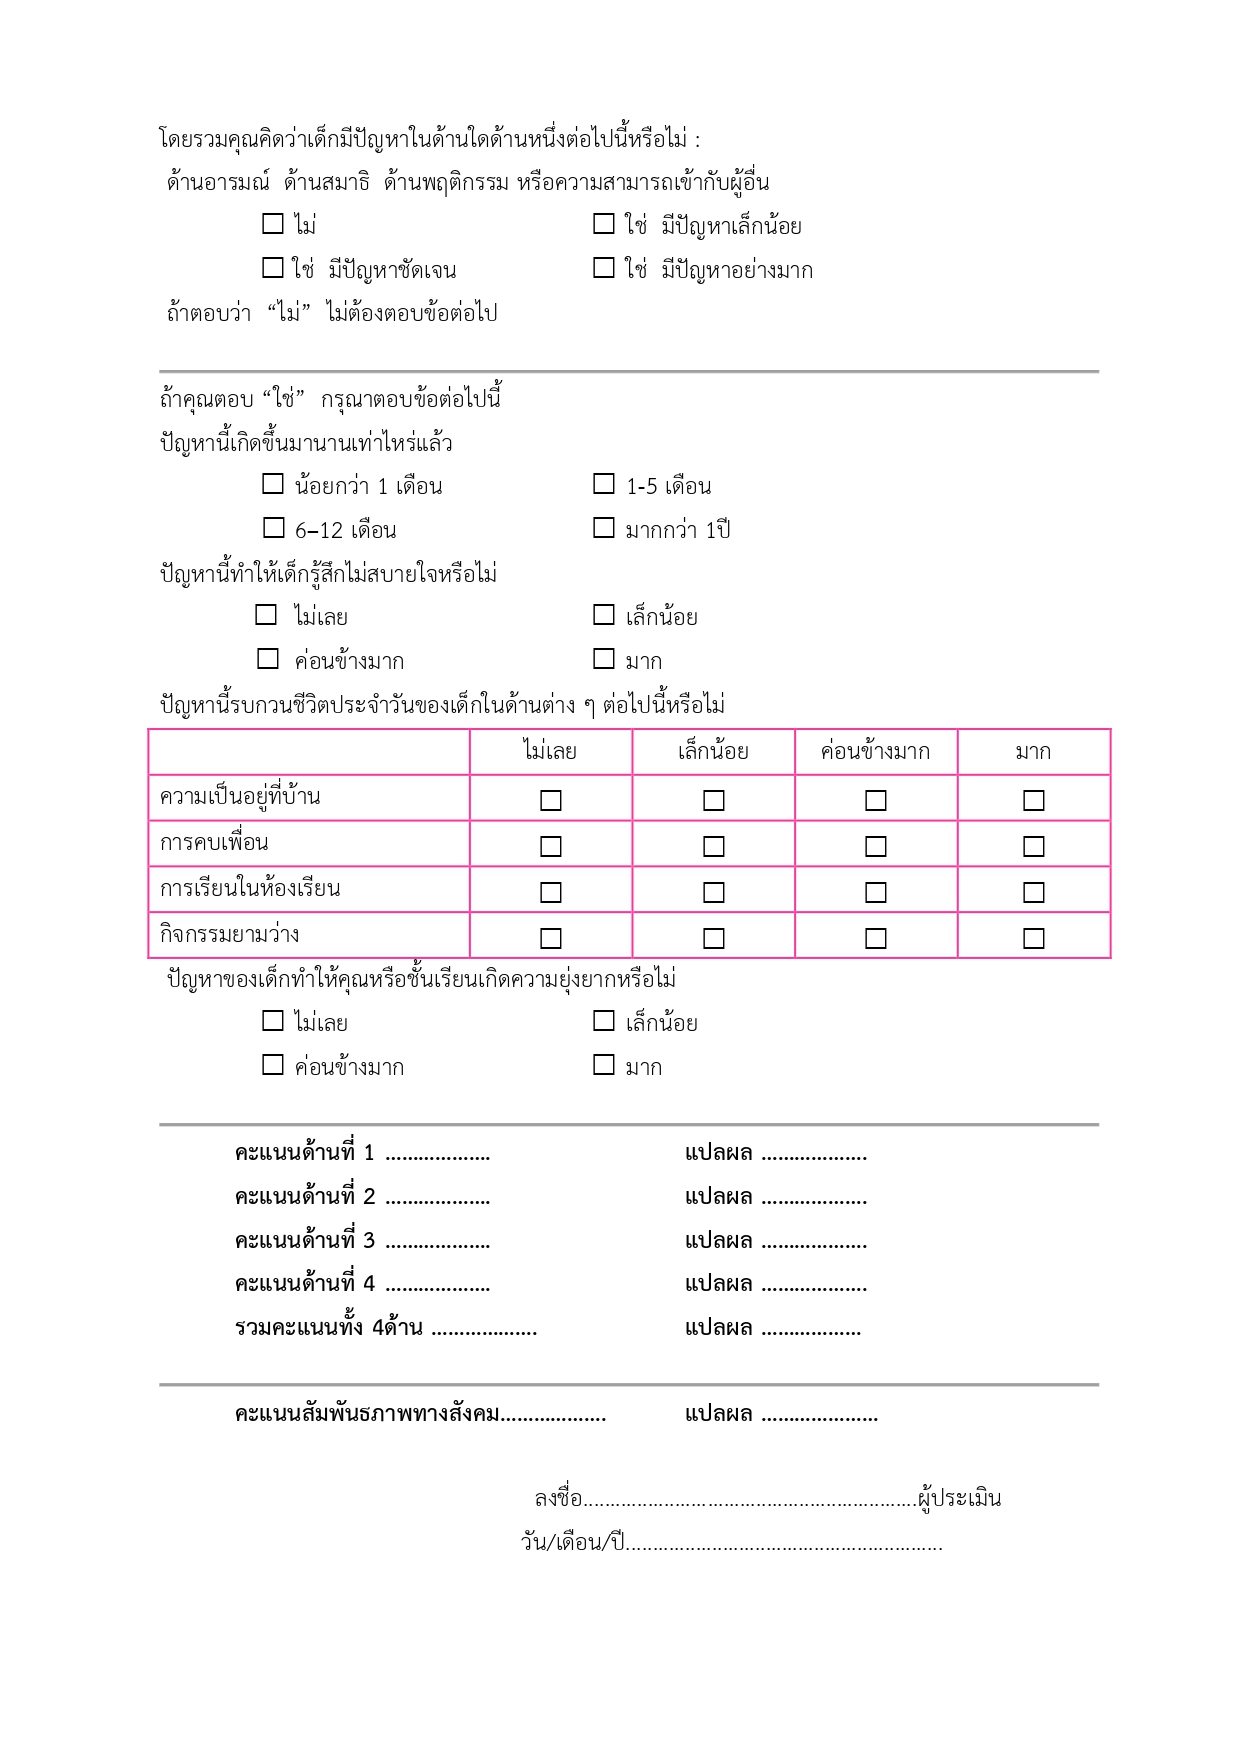 โดยรวมคุณคิดว่าเด็กมีปัญหาในด้านใดด้านหนึ่งต่อไปนี้หรือไม่ :
ด้านอารมณ์ ด้านสมาธิ ด้านพฤติกรรม หรือความสามารถเข้ากับผู้อื่น
☐ ไม่ ☐ ใช่ มีปัญหาเล็กน้อย
☐ ใช่ มีปัญหาชัดเจน ☐ ใช่ มีปัญหาอย่างมาก
ถ้าตอบว่า “ไม่” ไม่ต้องตอบข้อต่อไป
ถ้าคุณตอบ “ใช่” กรุณาตอบข้อต่อไปนี้
ปัญหานี้เกิดขึ้นมานานเท่าไหร่แล้ว
☐ น้อยกว่า 1 เดือน ☐ 1-5 เดือน
☐ 6–12 เดือน ☐ มากกว่า 1ปี
ปัญหานี้ทำให้เด็กรู้สึกไม่สบายใจหรือไม่
☐ ไม่เลย ☐ เล็กน้อย
☐ ค่อนข้างมาก ☐ มาก
ปัญหานี้รบกวนชีวิตประจำวันของเด็กในด้านต่าง ๆ ต่อไปนี้หรือไม่
ไม่เลย เล็กน้อย ค่อนข้างมาก มาก
ความเป็นอยู่ที่บ้าน ☐ ☐ ☐ ☐
การคบเพื่อน ☐ ☐ ☐ ☐
การเรียนในห้องเรียน ☐ ☐ ☐ ☐
กิจกรรมยามว่าง ☐ ☐ ☐ ☐
ปัญหาของเด็กทำให้คุณหรือชั้นเรียนเกิดความยุ่งยากหรือไม่
☐ ไม่เลย ☐ เล็กน้อย
☐ ค่อนข้างมาก ☐ มาก
คะแนนด้านที่ 1 ................... แปลผล ...................
คะแนนด้านที่ 2 ................... แปลผล ...................
คะแนนด้านที่ 3 ................... แปลผล ...................
คะแนนด้านที่ 4 ................... แปลผล ...................
รวมคะแนนทั้ง 4ด้าน ................... แปลผล ..................
คะแนนสัมพันธภาพทางสังคม................... แปลผล .....................
ลงชื่อ.............................................................ผู้ประเมิน
วัน/เดือน/ปี..........................................................